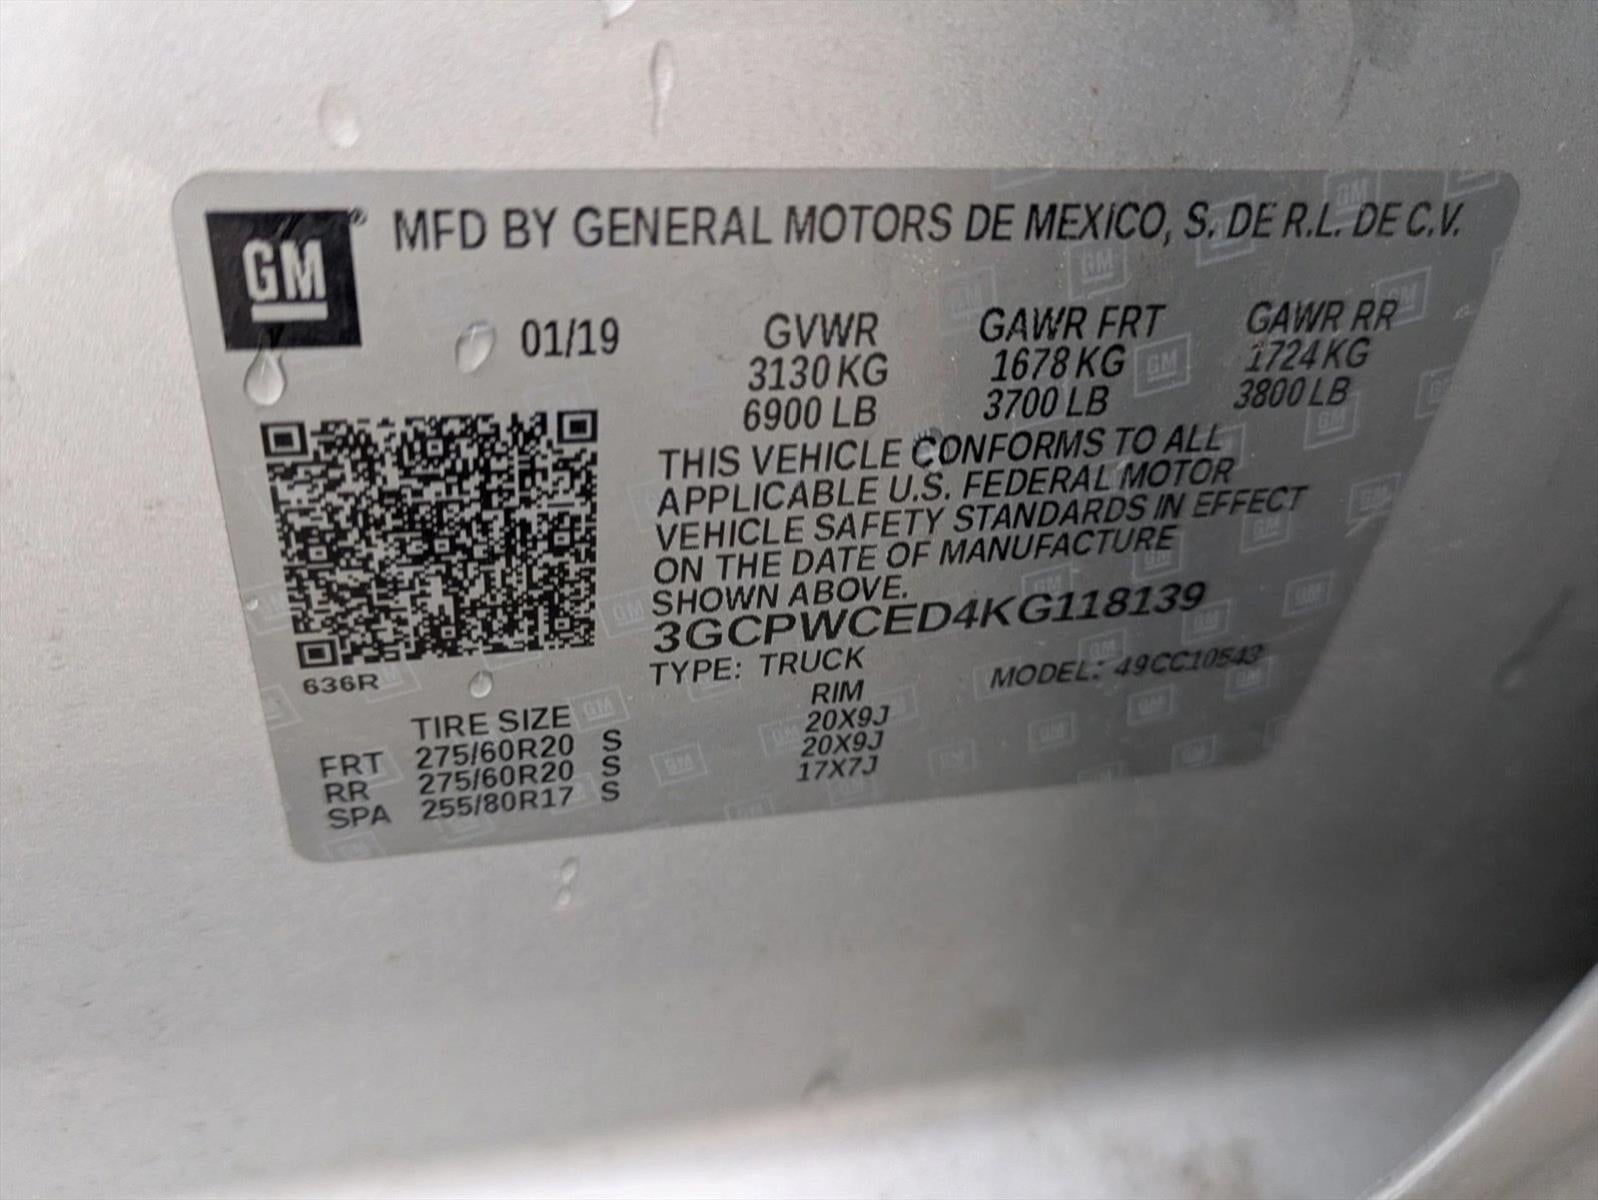 GM ® MFD BY GENERAL MOTORS DE MEXICO, S. DE R.L. DE C.V.
01/19 GVWR GAWR FRT GAWR RR
3130 KG 1678 KG 1724 KG
6900 LB 3700 LB 3800 LB
THIS VEHICLE CONFORMS TO ALL
APPLICABLE U.S. FEDERAL MOTOR
VEHICLE SAFETY STANDARDS IN EFFECT
ON THE DATE OF MANUFACTURE
SHOWN ABOVE.
3GCPWCED4KG118139
636R TYPE: TRUCK MODEL: 49CC10543
TIRE SIZE RIM
FRT 275/60R20 S 20X9J
RR 275/60R20 S 20X9J
SPA 255/80R17 S 17X7J